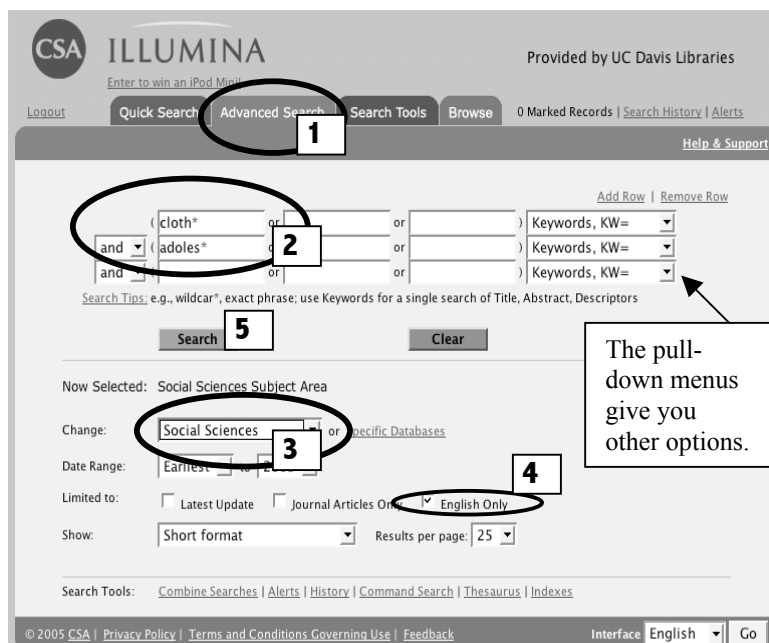 CSA ILLUMINA
Provided by UC Davis Libraries
Enter to win an iPod Mini!
Logout Quick Search Advanced Search Search Tools Browse 0 Marked Records | Search History | Alerts
1
Help & Support
Add Row | Remove Row
( cloth* or or ) Keywords, KW=
and ( adoles* or ) Keywords, KW=
2
and ( or or ) Keywords, KW=
Search Tips: e.g., wildcar*, exact phrase; use Keywords for a single search of Title, Abstract, Descriptors
Search 5 Clear
The pull-
down menus
give you
other options.
Now Selected: Social Sciences Subject Area
Change: Social Sciences or Specific Databases
3
Date Range: Earliest to
4
Limited to: Latest Update Journal Articles Only English Only
Show: Short format Results per page: 25
Search Tools: Combine Searches | Alerts | History | Command Search | Thesaurus | Indexes
© 2005 CSA | Privacy Policy | Terms and Conditions Governing Use | Feedback Interface English Go